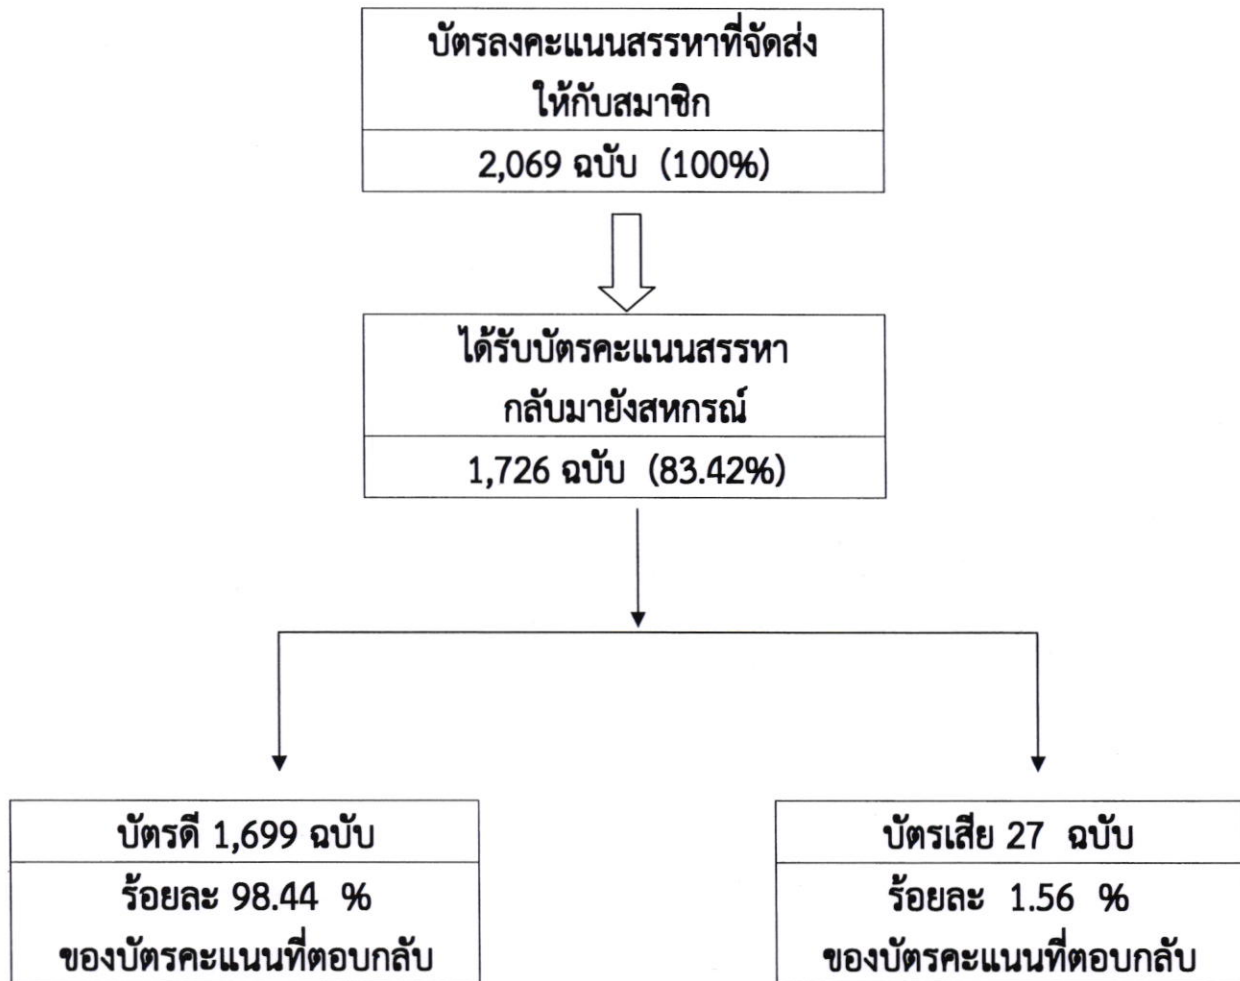 บัตรลงคะแนนสรรหาที่จัดส่ง
ให้กับสมาชิก
2,069 ฉบับ (100%)
ได้รับบัตรคะแนนสรรหา
กลับมายังสหกรณ์
1,726 ฉบับ (83.42%)
บัตรดี 1,699 ฉบับ
ร้อยละ 98.44 %
ของบัตรคะแนนที่ตอบกลับ
บัตรเสีย 27 ฉบับ
ร้อยละ 1.56 %
ของบัตรคะแนนที่ตอบกลับ